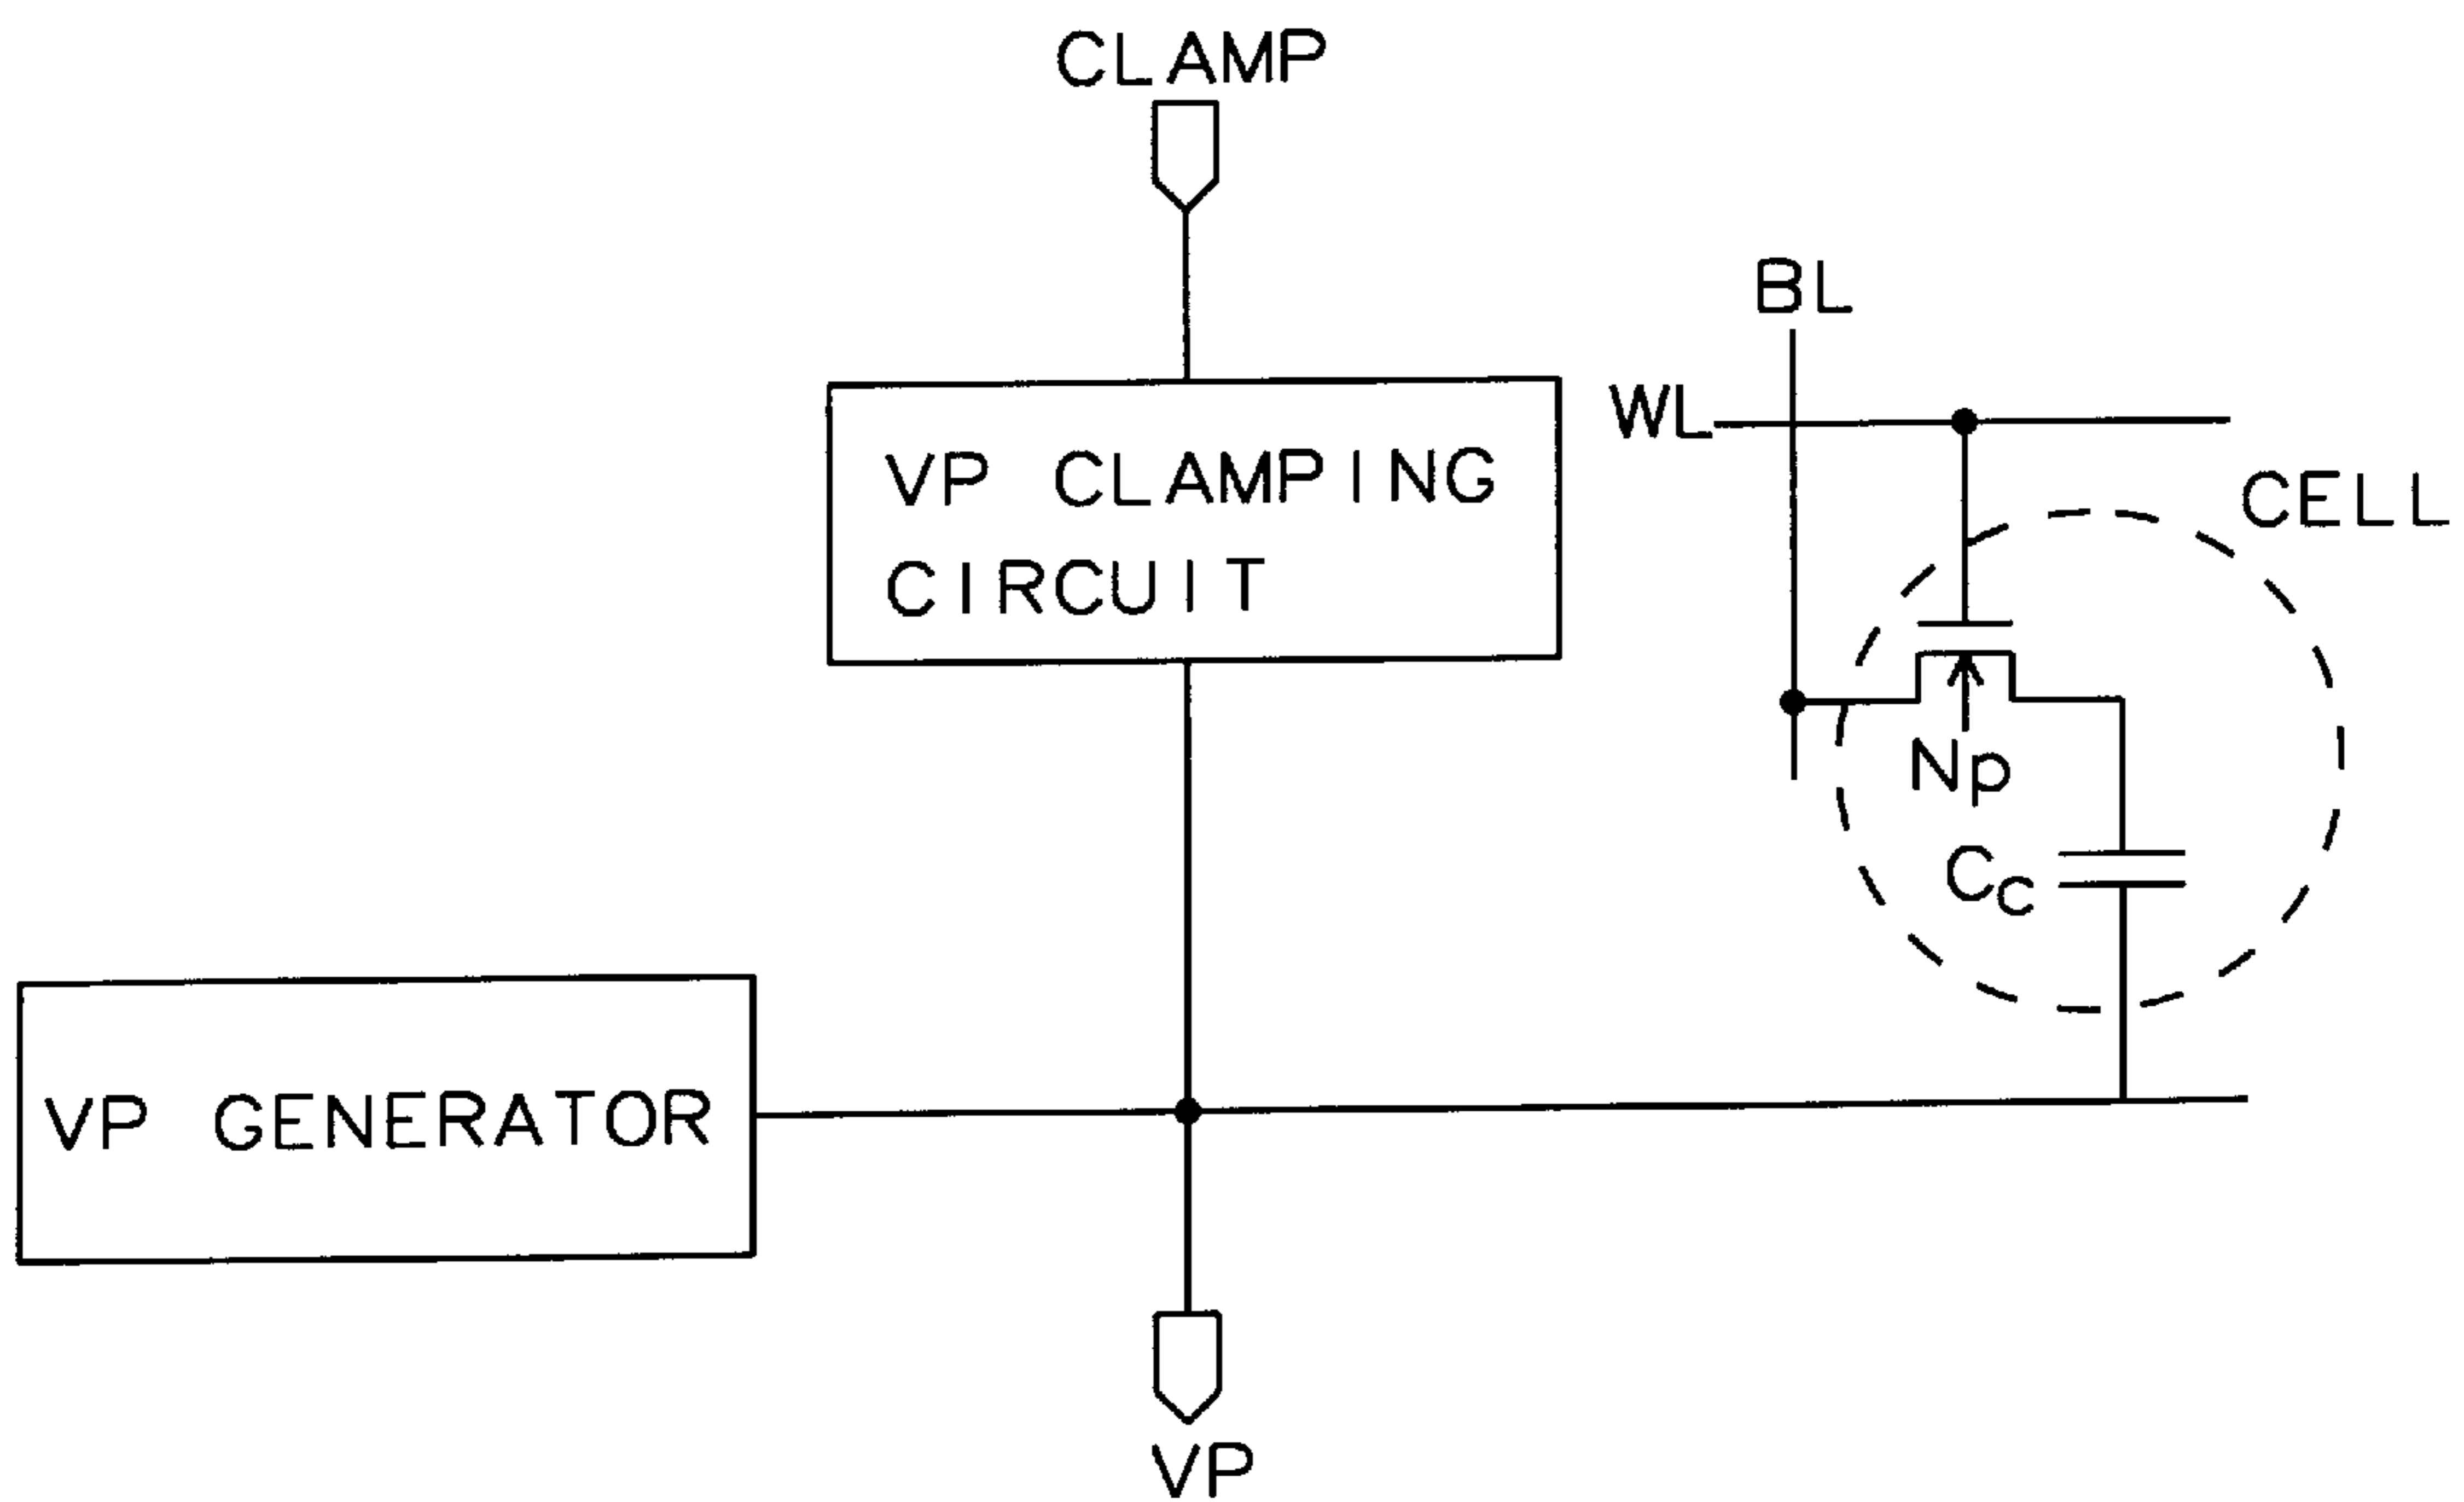 CLAMP
BL
WL
VP CLAMPING
CIRCUIT
CELL
Np
Cc
VP GENERATOR
VP